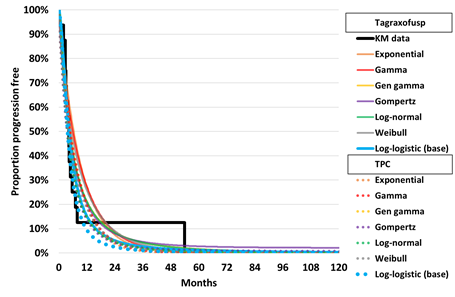 Proportion progression free
100%
90%
80%
70%
60%
50%
40%
30%
20%
10%
0%
0 12 24 36 48 60 72 84 96 108 120
Months
Tagraxofusp
KM data
Exponential
Gamma
Gen gamma
Gompertz
Log-normal
Weibull
Log-logistic (base)
TPC
Exponential
Gamma
Gen gamma
Gompertz
Log-normal
Weibull
Log-logistic (base)